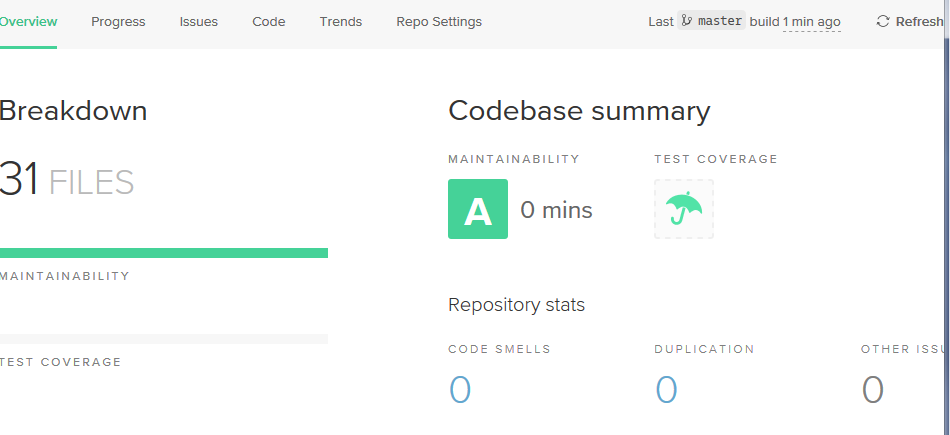 Overview Progress Issues Code Trends Repo Settings Last master build 1 min ago Refresh
Breakdown
31 FILES
MAINTAINABILITY
TEST COVERAGE
Codebase summary
MAINTAINABILITY TEST COVERAGE
A 0 mins
Repository stats
CODE SMELLS DUPLICATION OTHER ISSU
0 0 0